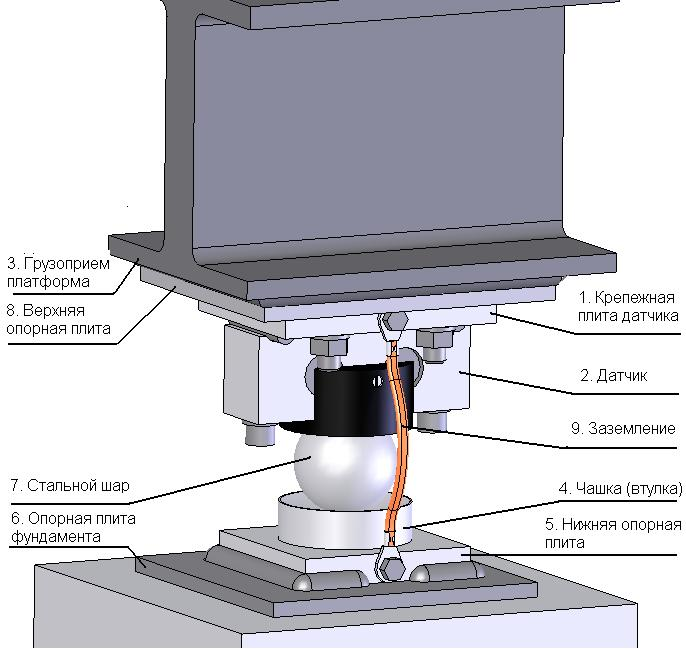 3. Грузоприем
платформа
8. Верхняя
опорная плита
1. Крепежная
плита датчика
2. Датчик
9. Заземление
7. Стальной шар
4. Чашка (втулка)
6. Опорная плита
фундамента
5. Нижняя опорная
плита